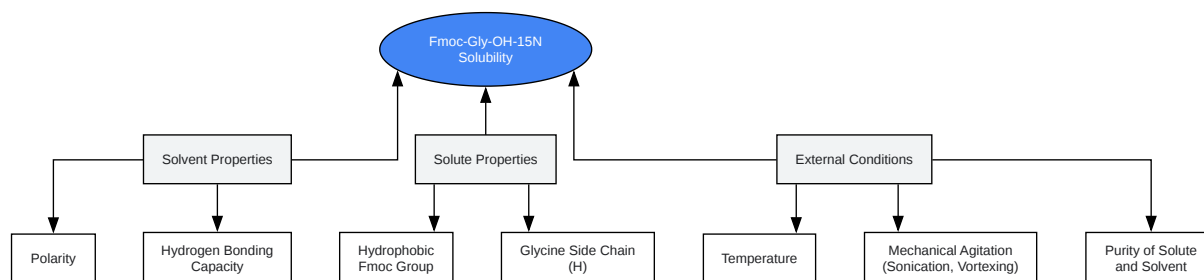 Fmoc-Gly-OH-15N
Solubility
Solvent Properties
Solute Properties
External Conditions
Polarity
Hydrogen Bonding
Capacity
Hydrophobic
Fmoc Group
Glycine Side Chain
(H)
Temperature
Mechanical Agitation
(Sonication, Vortexing)
Purity of Solute
and Solvent